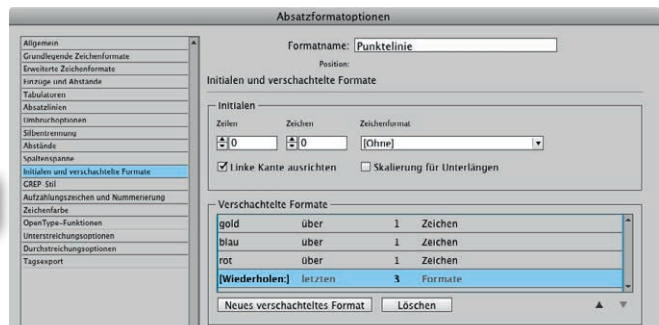 Absatzformatoptionen
Allgemein
Grundlegende Zeichenformate
Erweiterte Zeichenformate
Einzüge und Abstände
Tabulatoren
Absatzlinien
Umbruchoptionen
Silbentrennung
Abstände
Spaltenspanne
Initialen und verschachtelte Formate
GREP-Stil
Aufzählungszeichen und Nummerierung
Zeichenfarbe
OpenType-Funktionen
Unterstreichungsoptionen
Durchstreichungsoptionen
Tagsexport
Formatname: Punktelinie
Position:
Initialen und verschachtelte Formate
Initialen
Zeilen Zeichen Zeichenformat
0 0 [Ohne]
Linke Kante ausrichten Skalierung für Unterlängen
Verschachtelte Formate
gold über 1 Zeichen
blau über 1 Zeichen
rot über 1 Zeichen
[Wiederholen:] letzten 3 Formate
Neues verschachteltes Format Löschen